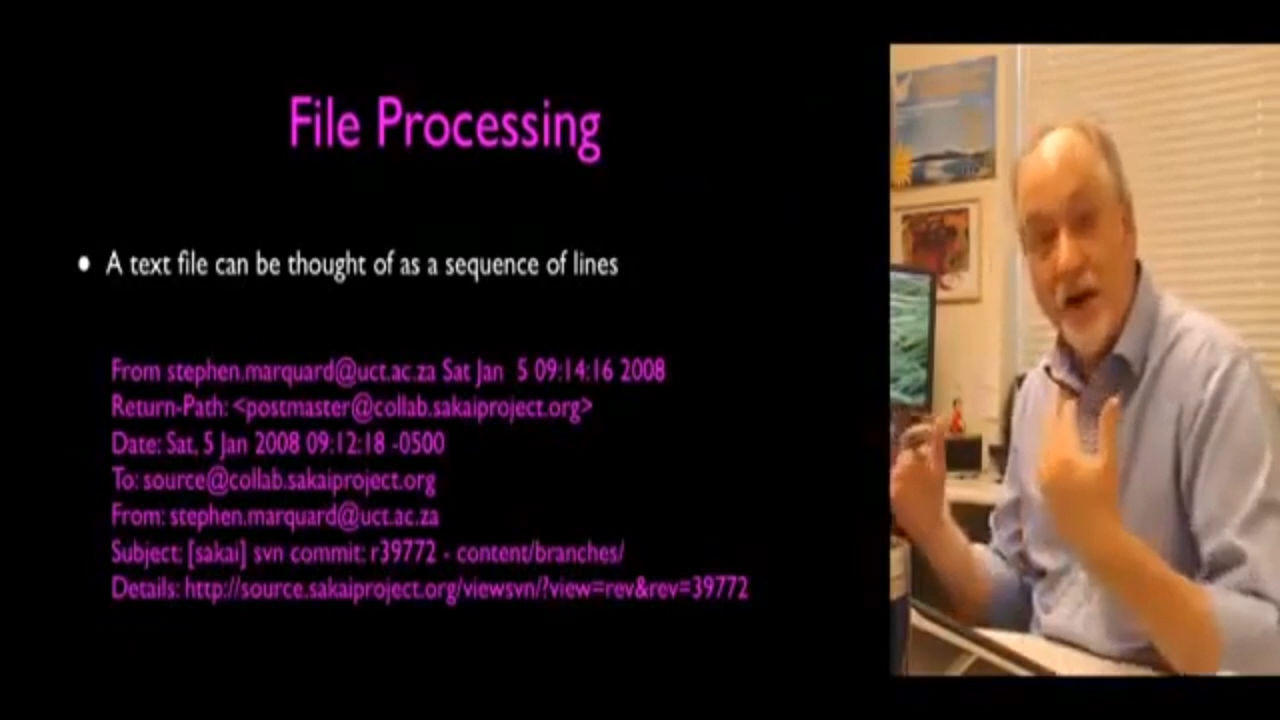 File Processing
• A text file can be thought of as a sequence of lines
From stephen.marquard@uct.ac.za Sat Jan  5 09:14:16 2008
Return-Path: <postmaster@collab.sakaiproject.org>
Date: Sat, 5 Jan 2008 09:12:18 -0500
To: source@collab.sakaiproject.org
From: stephen.marquard@uct.ac.za
Subject: [sakai] svn commit: r39772 - content/branches/
Details: http://source.sakaiproject.org/viewsvn/?view=rev&rev=39772